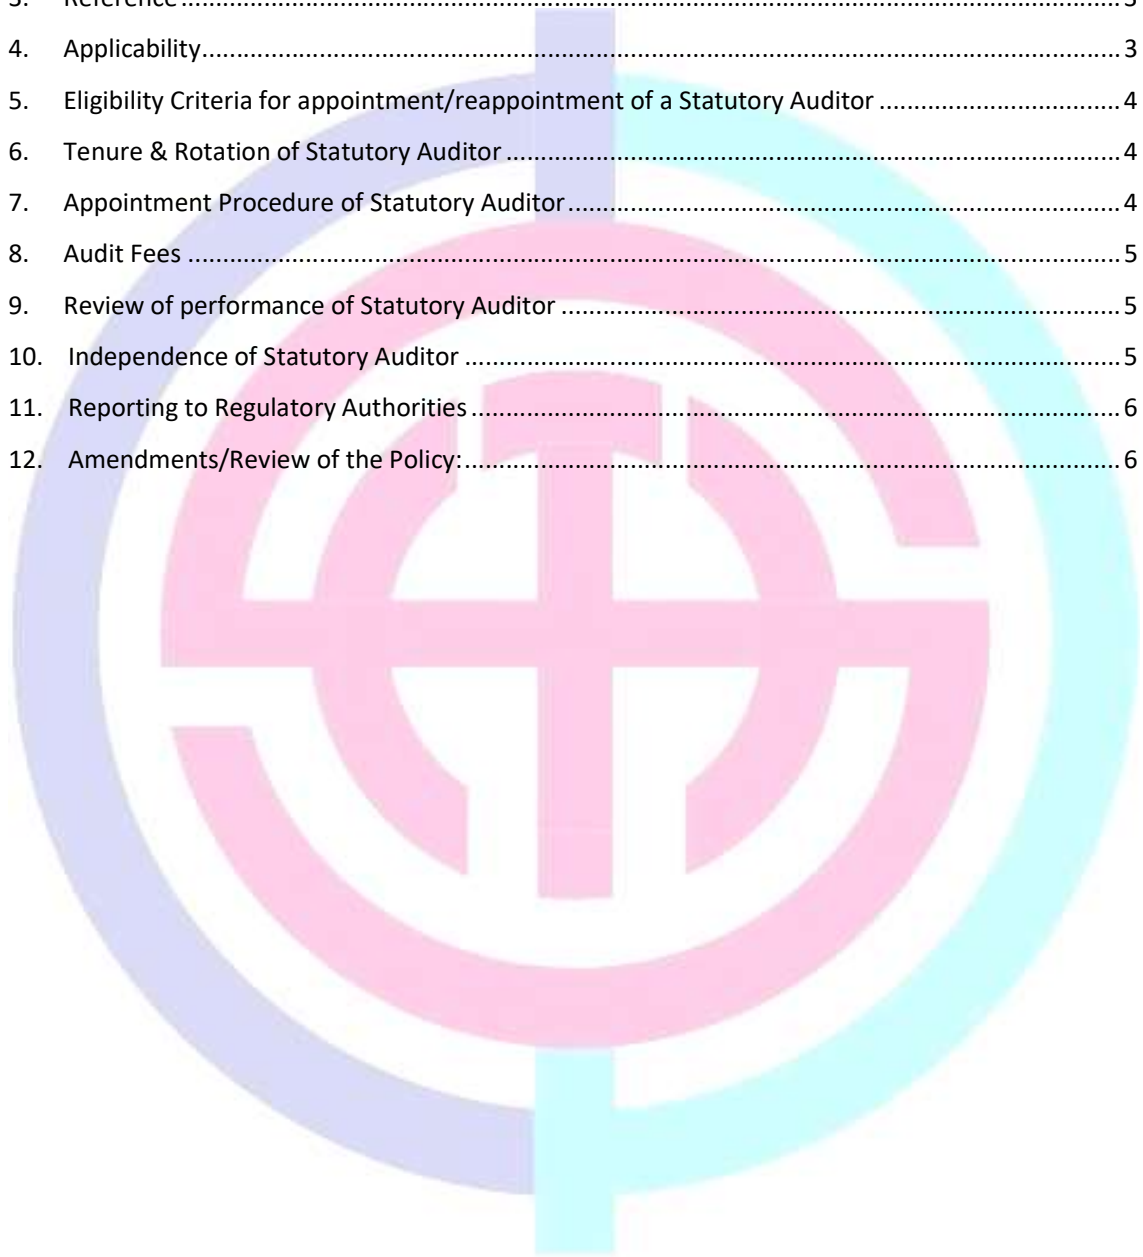 3. Reference........................................................................................................................ 3
4. Applicability..................................................................................................................... 3
5. Eligibility Criteria for appointment/reappointment of a Statutory Auditor .................................. 4
6. Tenure & Rotation of Statutory Auditor ............................................................................... 4
7. Appointment Procedure of Statutory Auditor........................................................................ 4
8. Audit Fees ....................................................................................................................... 5
9. Review of performance of Statutory Auditor ........................................................................ 5
10. Independence of Statutory Auditor .................................................................................... 5
11. Reporting to Regulatory Authorities ................................................................................... 6
12. Amendments/Review of the Policy:.................................................................................... 6